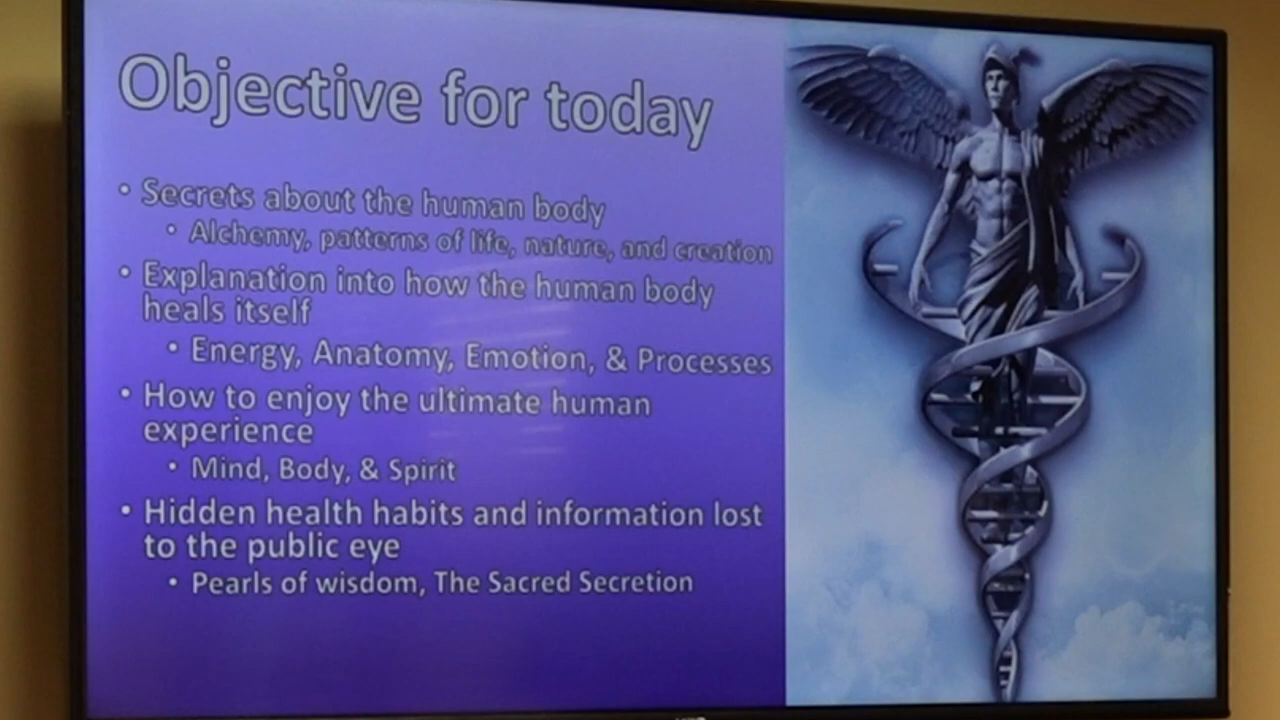 Objective for today
• Secrets about the human body
• Alchemy, patterns of life, nature, and creation
• Explanation into how the human body
heals itself
• Energy, Anatomy, Emotion, & Processes
• How to enjoy the ultimate human
experience
• Mind, Body, & Spirit
• Hidden health habits and information lost
to the public eye
• Pearls of wisdom, The Sacred Secretion